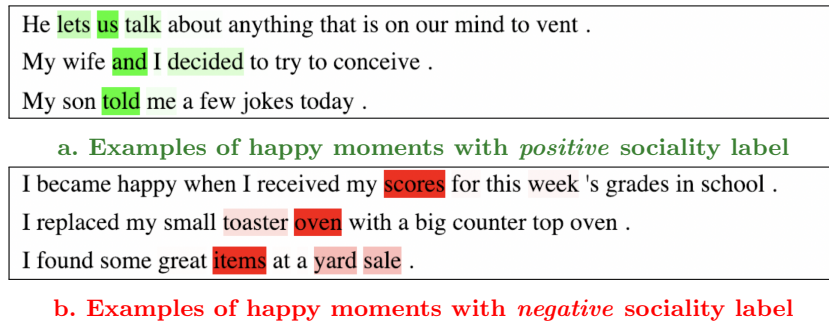 He lets us talk about anything that is on our mind to vent .
My wife and I decided to try to conceive .
My son told me a few jokes today .
a. Examples of happy moments with positive sociality label
I became happy when I received my scores for this week 's grades in school .
I replaced my small toaster oven with a big counter top oven .
I found some great items at a yard sale .
b. Examples of happy moments with negative sociality label